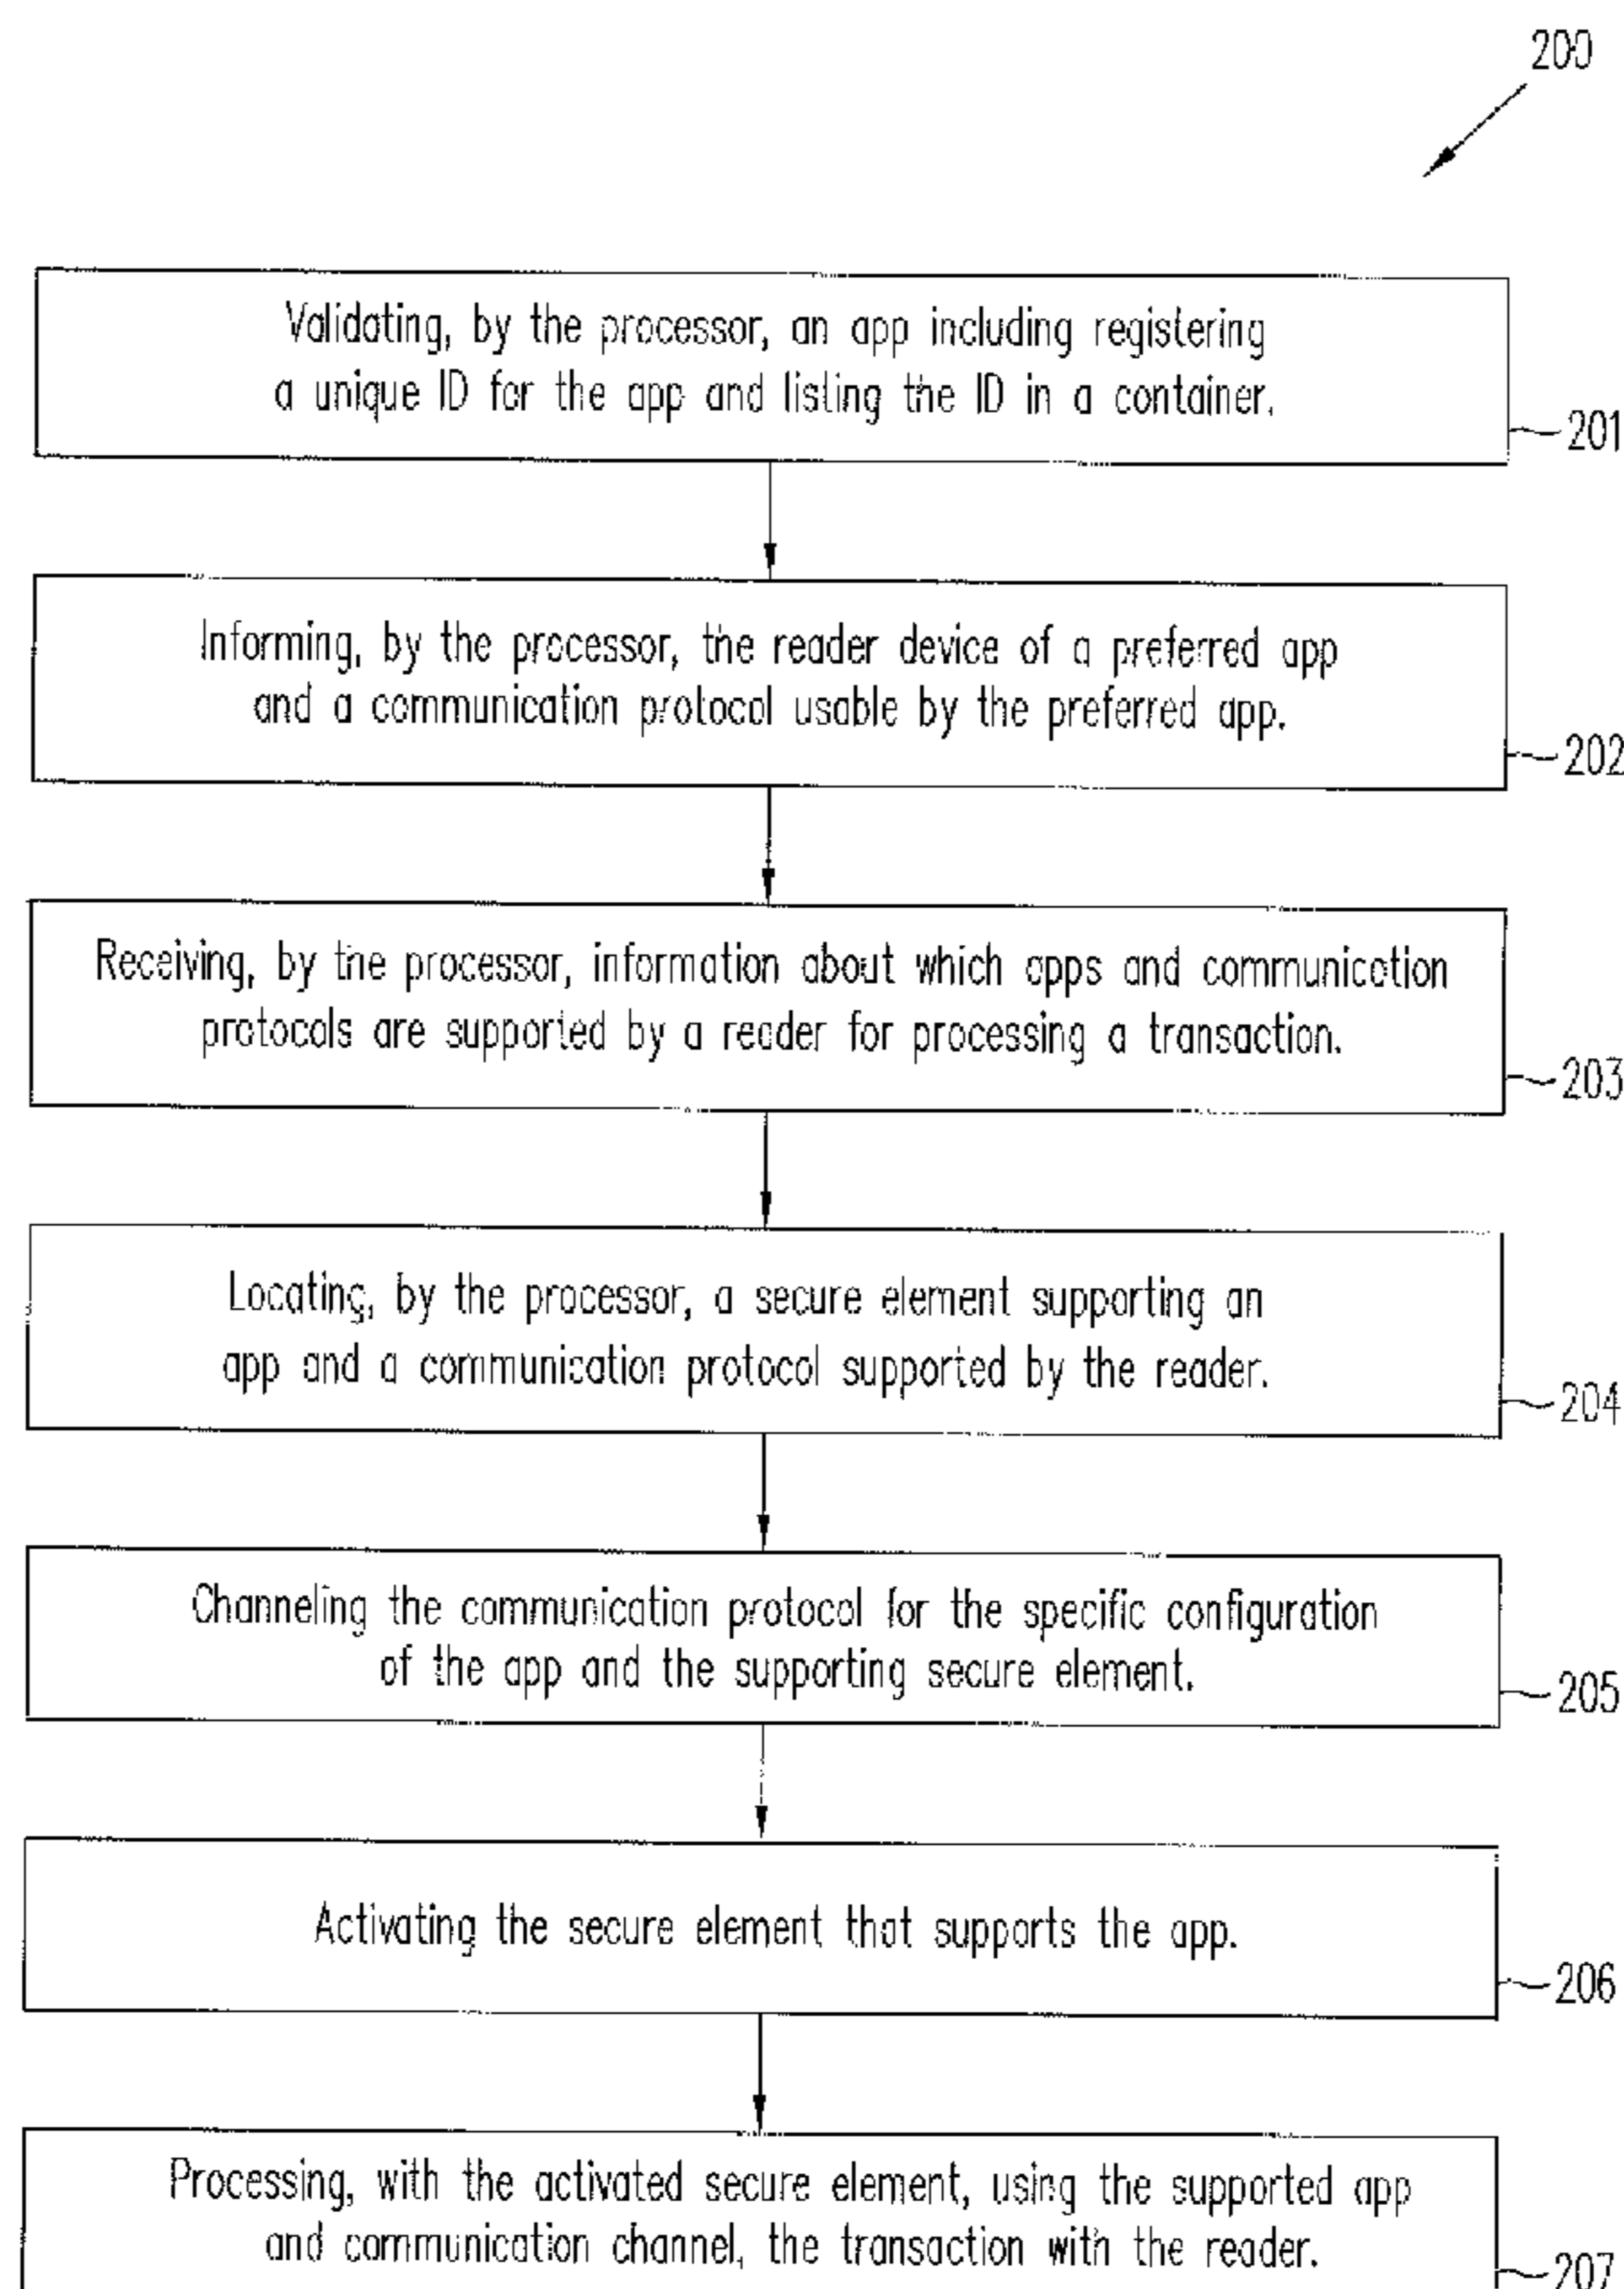 200
Validating, by the processor, an app including registering
a unique ID for the app and listing the ID in a container.
201
Informing, by the processor, the reader device of a preferred app
and a communication protocol usable by the preferred app.
202
Receiving, by the processor, information about which apps and communication
protocols are supported by a reader for processing a transaction.
203
Locating, by the processor, a secure element supporting an
app and a communication protocol supported by the reader.
204
Channeling the communication protocol for the specific configuration
of the app and the supporting secure element.
205
Activating the secure element that supports the app.
206
Processing, with the activated secure element, using the supported app
and communication channel, the transaction with the reader.
207